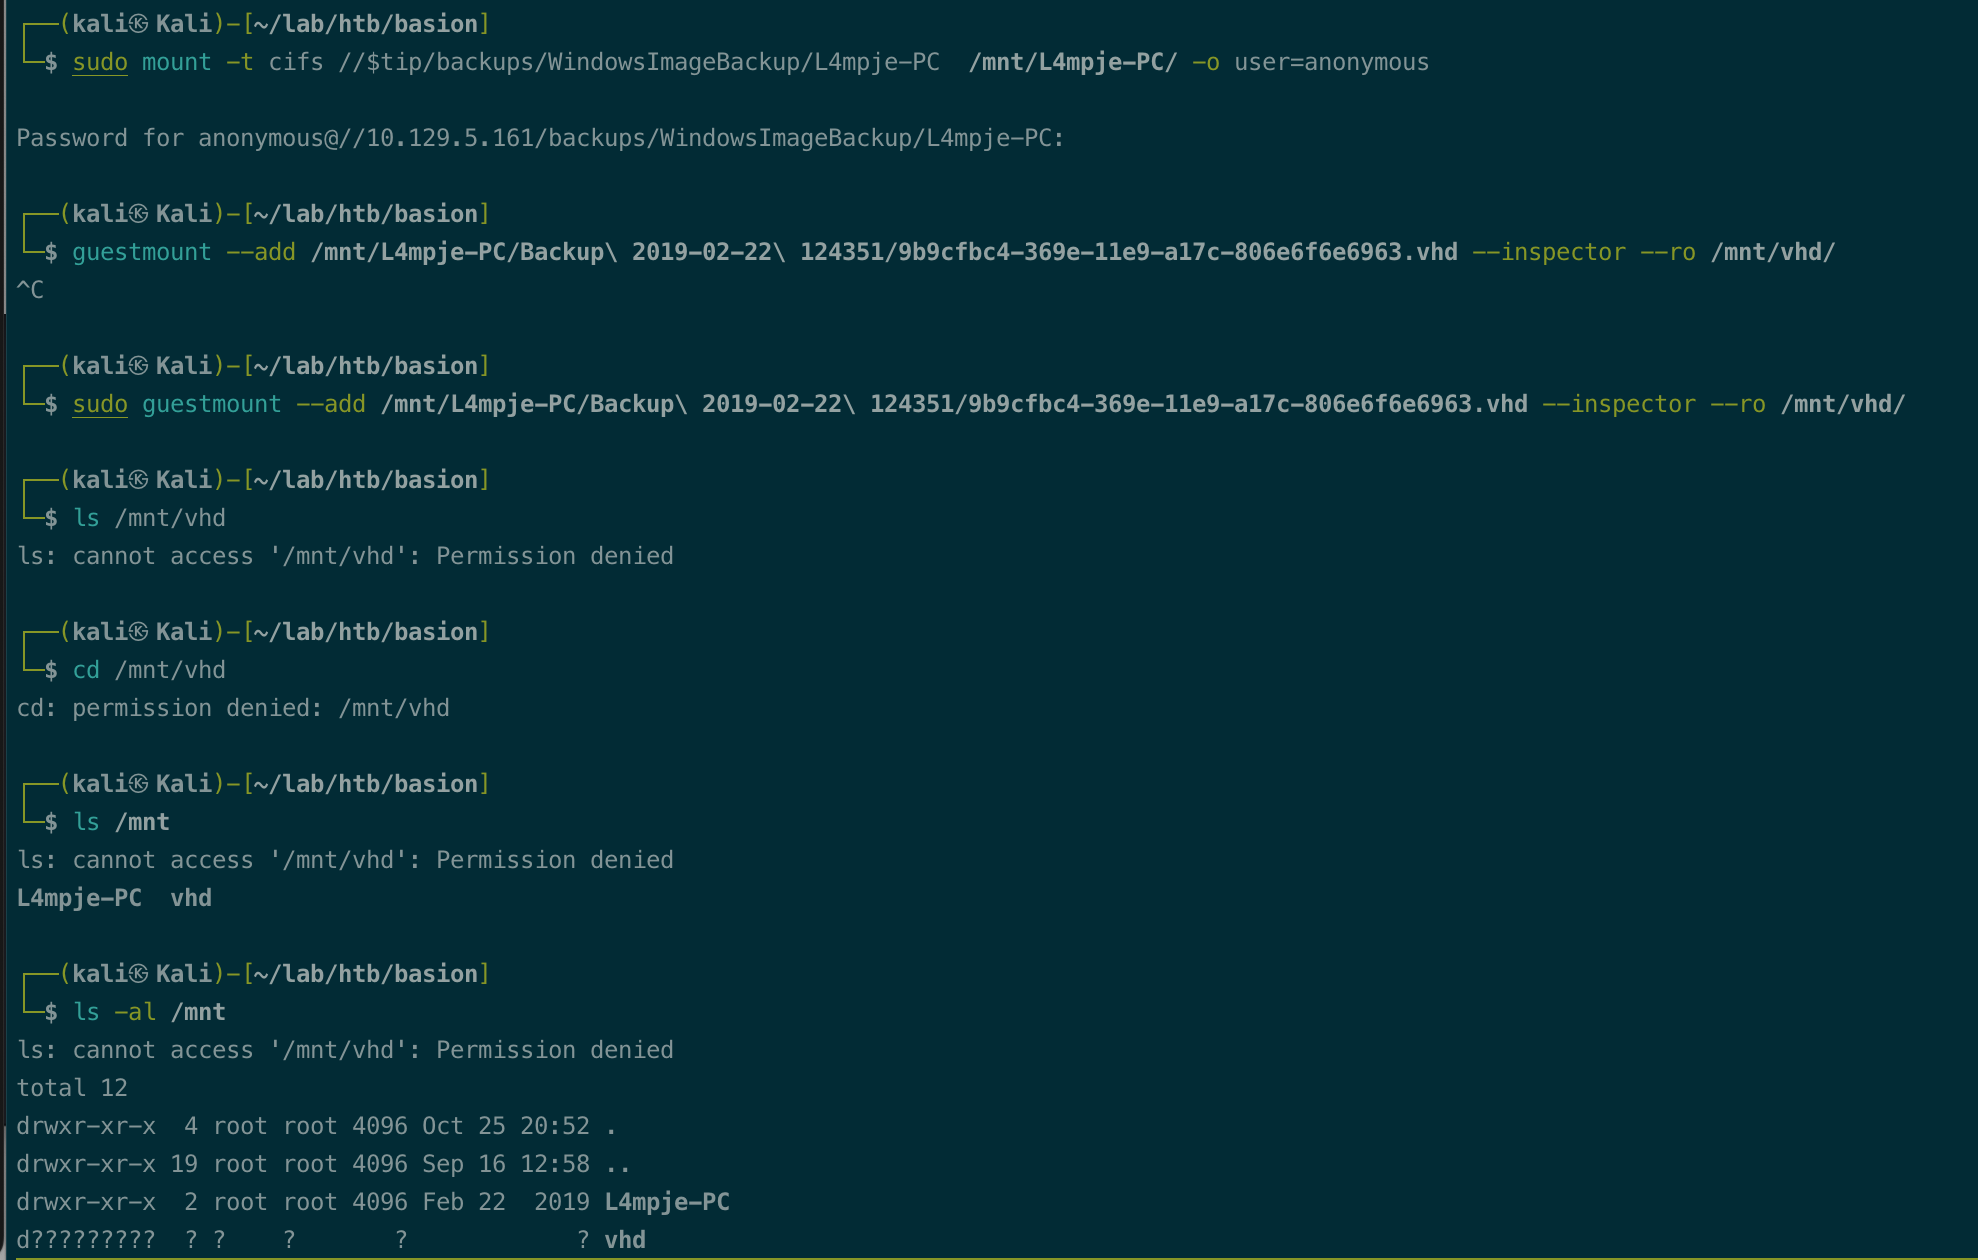 ┌──(kali㉿Kali)-[~/lab/htb/basion]
└─$ sudo mount -t cifs //$tip/backups/WindowsImageBackup/L4mpje-PC  /mnt/L4mpje-PC/ -o user=anonymous
Password for anonymous@//10.129.5.161/backups/WindowsImageBackup/L4mpje-PC:
┌──(kali㉿Kali)-[~/lab/htb/basion]
└─$ guestmount --add /mnt/L4mpje-PC/Backup\ 2019-02-22\ 124351/9b9cfbc4-369e-11e9-a17c-806e6f6e6963.vhd --inspector --ro /mnt/vhd/
^C
┌──(kali㉿Kali)-[~/lab/htb/basion]
└─$ sudo guestmount --add /mnt/L4mpje-PC/Backup\ 2019-02-22\ 124351/9b9cfbc4-369e-11e9-a17c-806e6f6e6963.vhd --inspector --ro /mnt/vhd/
┌──(kali㉿Kali)-[~/lab/htb/basion]
└─$ ls /mnt/vhd
ls: cannot access '/mnt/vhd': Permission denied
┌──(kali㉿Kali)-[~/lab/htb/basion]
└─$ cd /mnt/vhd
cd: permission denied: /mnt/vhd
┌──(kali㉿Kali)-[~/lab/htb/basion]
└─$ ls /mnt
ls: cannot access '/mnt/vhd': Permission denied
L4mpje-PC  vhd
┌──(kali㉿Kali)-[~/lab/htb/basion]
└─$ ls -al /mnt
ls: cannot access '/mnt/vhd': Permission denied
total 12
drwxr-xr-x  4 root root 4096 Oct 25 20:52 .
drwxr-xr-x 19 root root 4096 Sep 16 12:58 ..
drwxr-xr-x  2 root root 4096 Feb 22  2019 L4mpje-PC
d?????????  ? ?    ?       ?            ? vhd